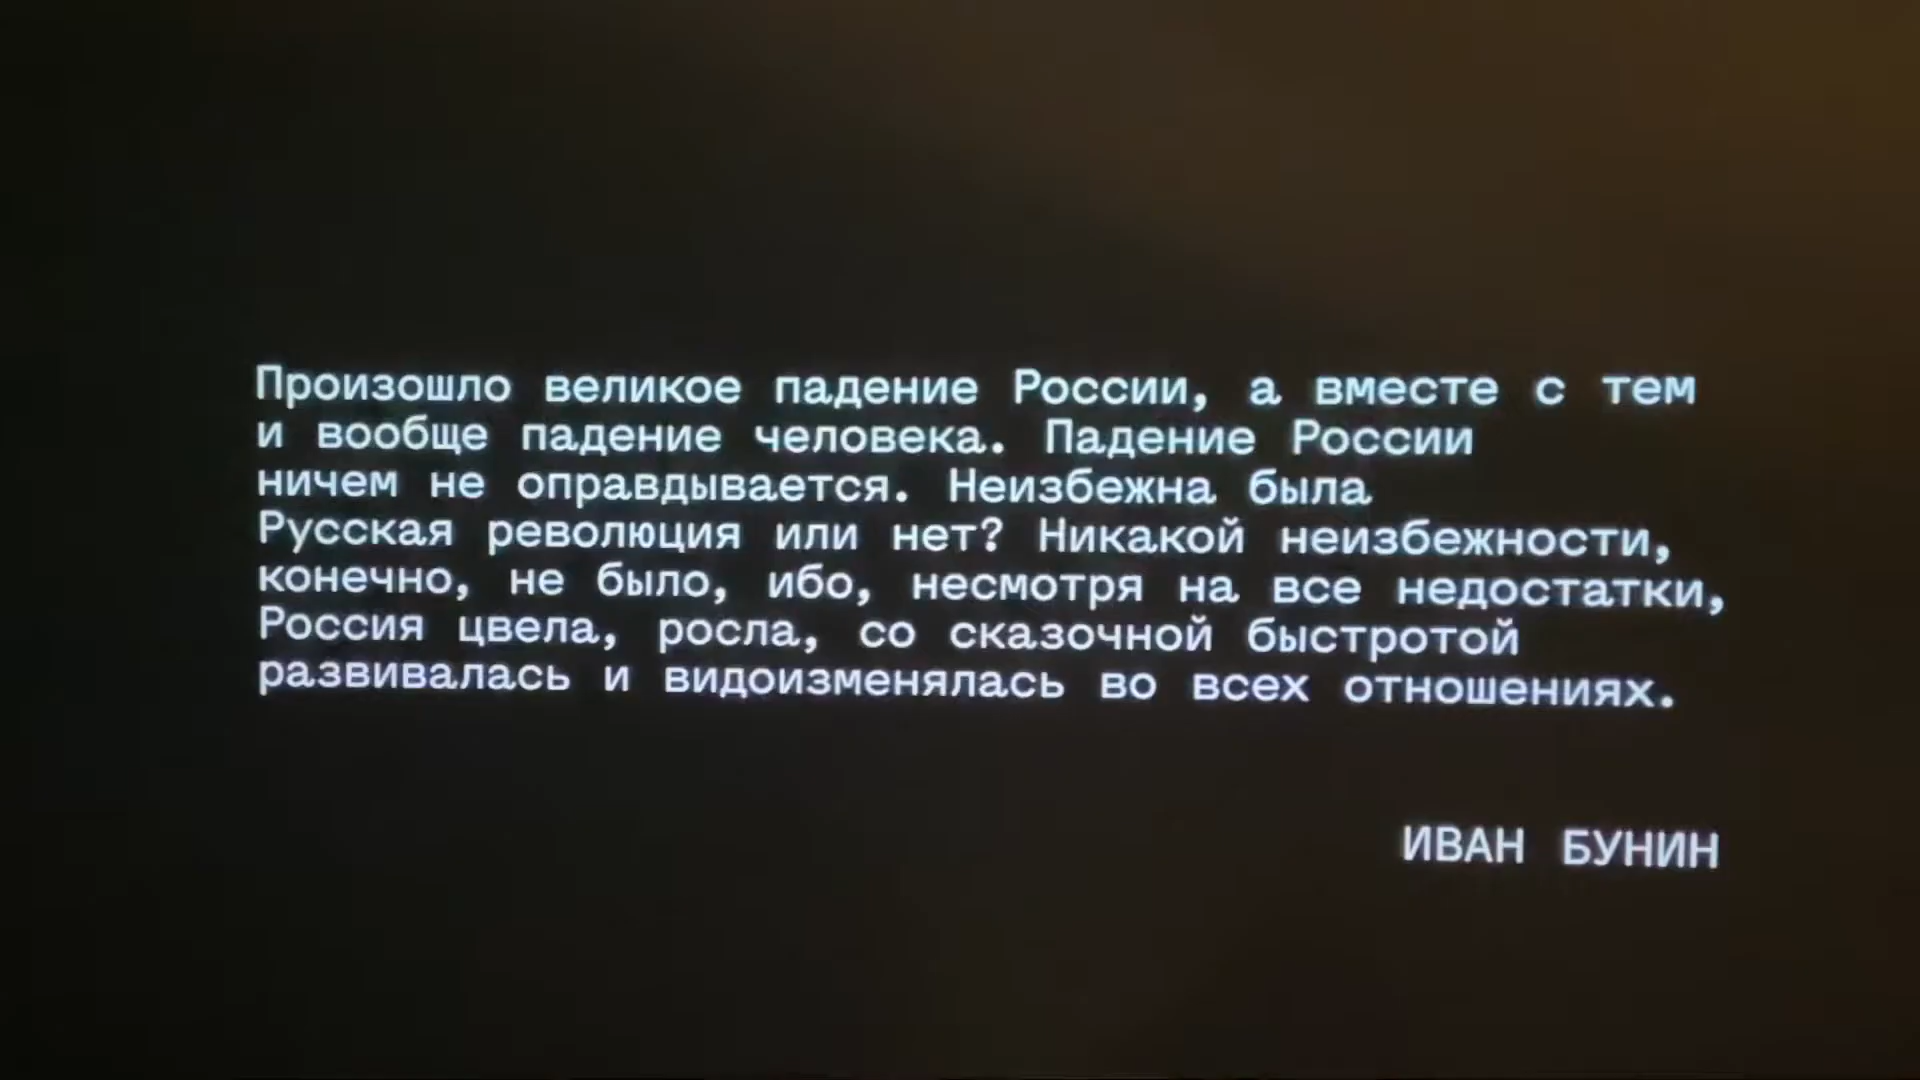 Произошло великое падение России, а вместе с тем
и вообще падение человека. Падение России
ничем не оправдывается. Неизбежна была
Русская революция или нет? Никакой неизбежности,
конечно, не было, ибо, несмотря на все недостатки,
Россия цвела, росла, со сказочной быстротой
развивалась и видоизменялась во всех отношениях.
ИВАН БУНИН